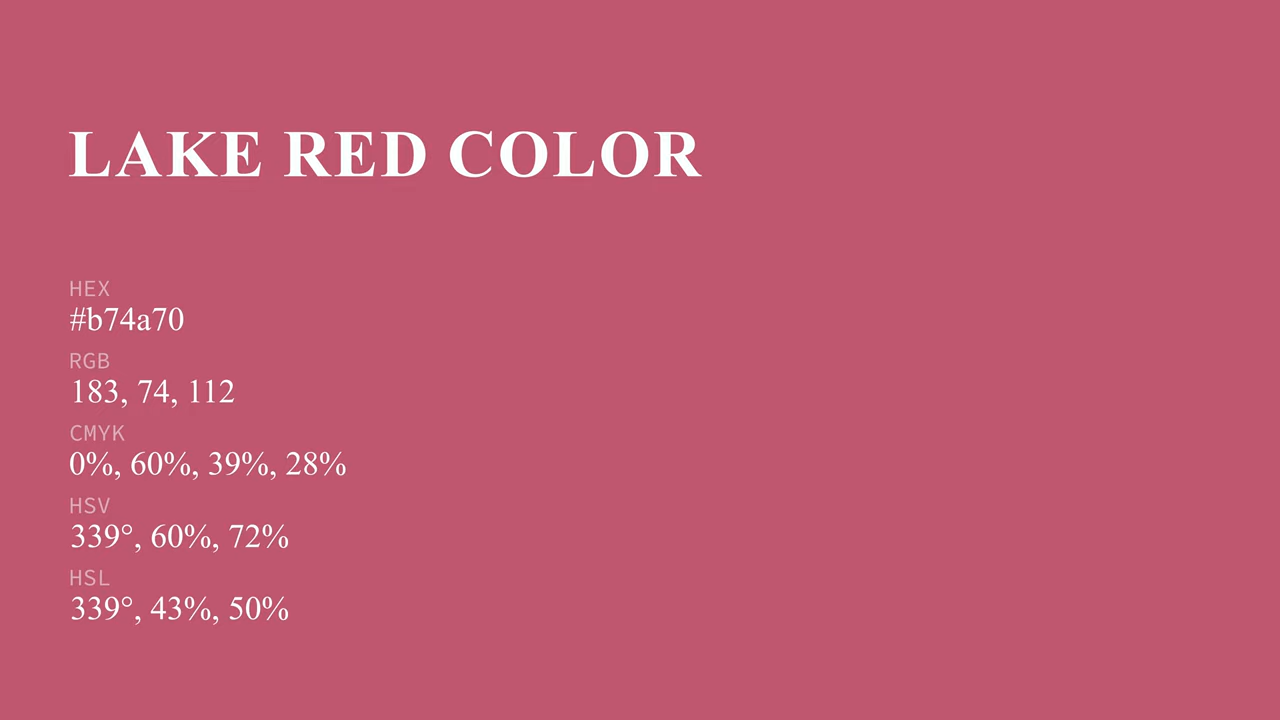 LAKE RED COLOR
HEX
#b74a70
RGB
183, 74, 112
CMYK
0%, 60%, 39%, 28%
HSV
339°, 60%, 72%
HSL
339°, 43%, 50%